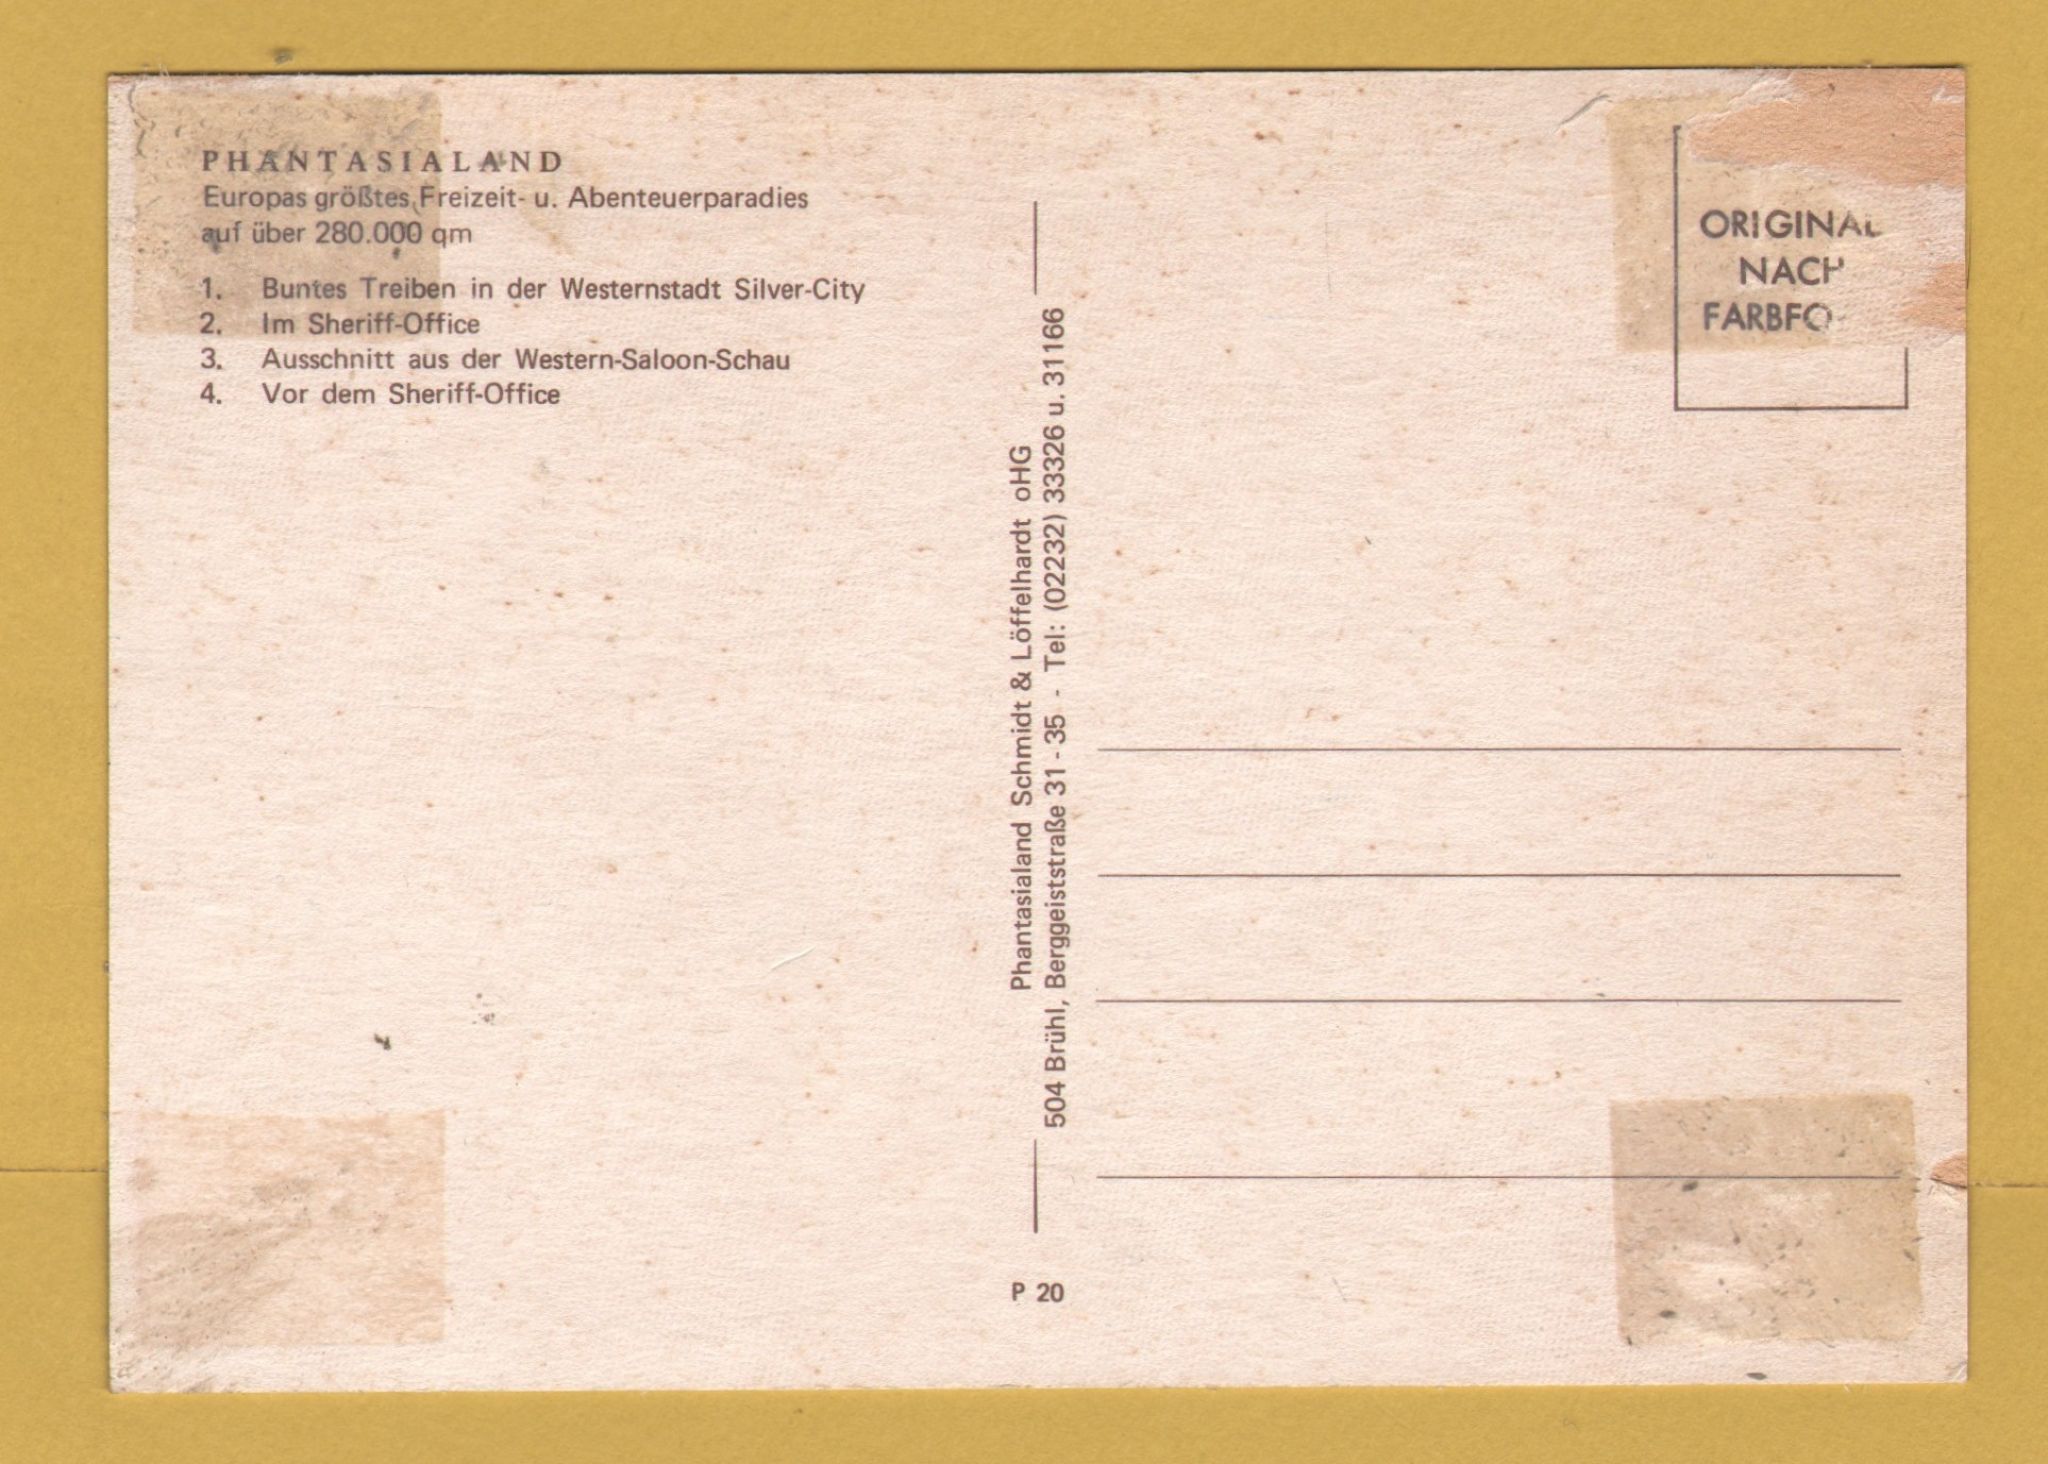 PHANTASIALAND
Europas größtes Freizeit- u. Abenteuerparadies
auf über 280.000 qm
1. Buntes Treiben in der Westernstadt Silver-City
2. Im Sheriff-Office
3. Ausschnitt aus der Western-Saloon-Schau
4. Vor dem Sheriff-Office
Phantasialand Schmidt & Löffelhardt oHG
504 Brühl, Berggeiststraße 31-35 - Tel: (02232) 33326 u. 31166
P 20
ORIGINAL
NACH